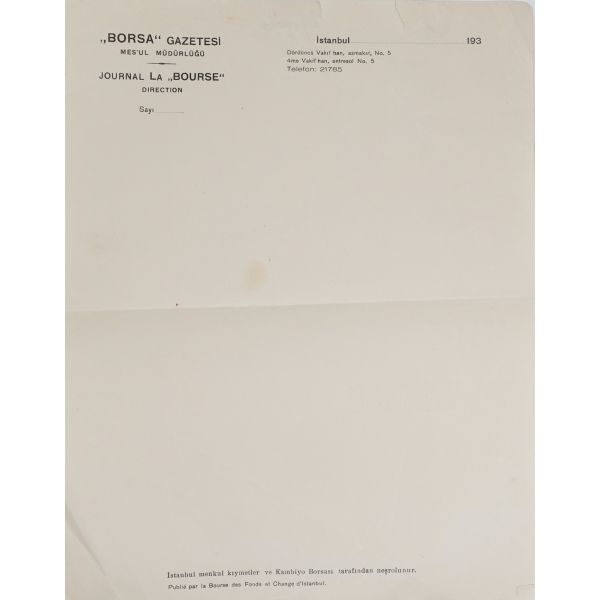 „BORSA“ GAZETESİ
MES'UL MÜDÜRLÜĞÜ
JOURNAL LA „BOURSE“
DIRECTION
Sayı
İstanbul 193
Dördüncü Vakıf han, asmakat, No. 5
4me Vakif han, entresol No. 5
Telefon: 21765
İstanbul menkul kıymetler ve Kambiyo Borsası tarafından neşrolunur.
Publié par la Bourse des Fonds et Change d'Istanbul.